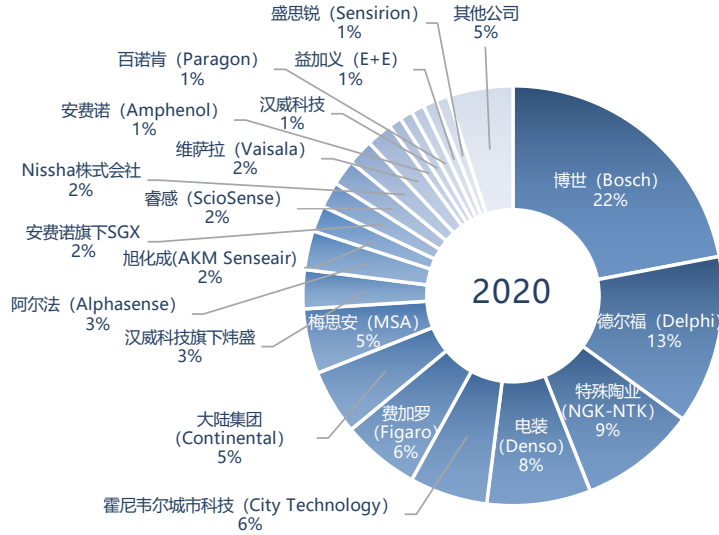 盛思锐（Sensirion）
1%
其他公司
5%
百诺肯（Paragon）
1%
益加义（E+E）
1%
安费诺（Amphenol）
1%
汉威科技
1%
维萨拉（Vaisala）
2%
Nissha株式会社
2%
睿感（ScioSense）
2%
安费诺旗下SGX
2%
旭化成(AKM Senseair)
2%
阿尔法（Alphasense）
3%
汉威科技旗下炜盛
3%
大陆集团
（Continental）
5%
霍尼韦尔城市科技（City Technology）
6%
博世（Bosch）
22%
德尔福（Delphi）
13%
特殊陶业
(NGK-NTK)
9%
电装
(Denso)
8%
费加罗
(Figaro)
6%
梅思安（MSA）
5%
2020